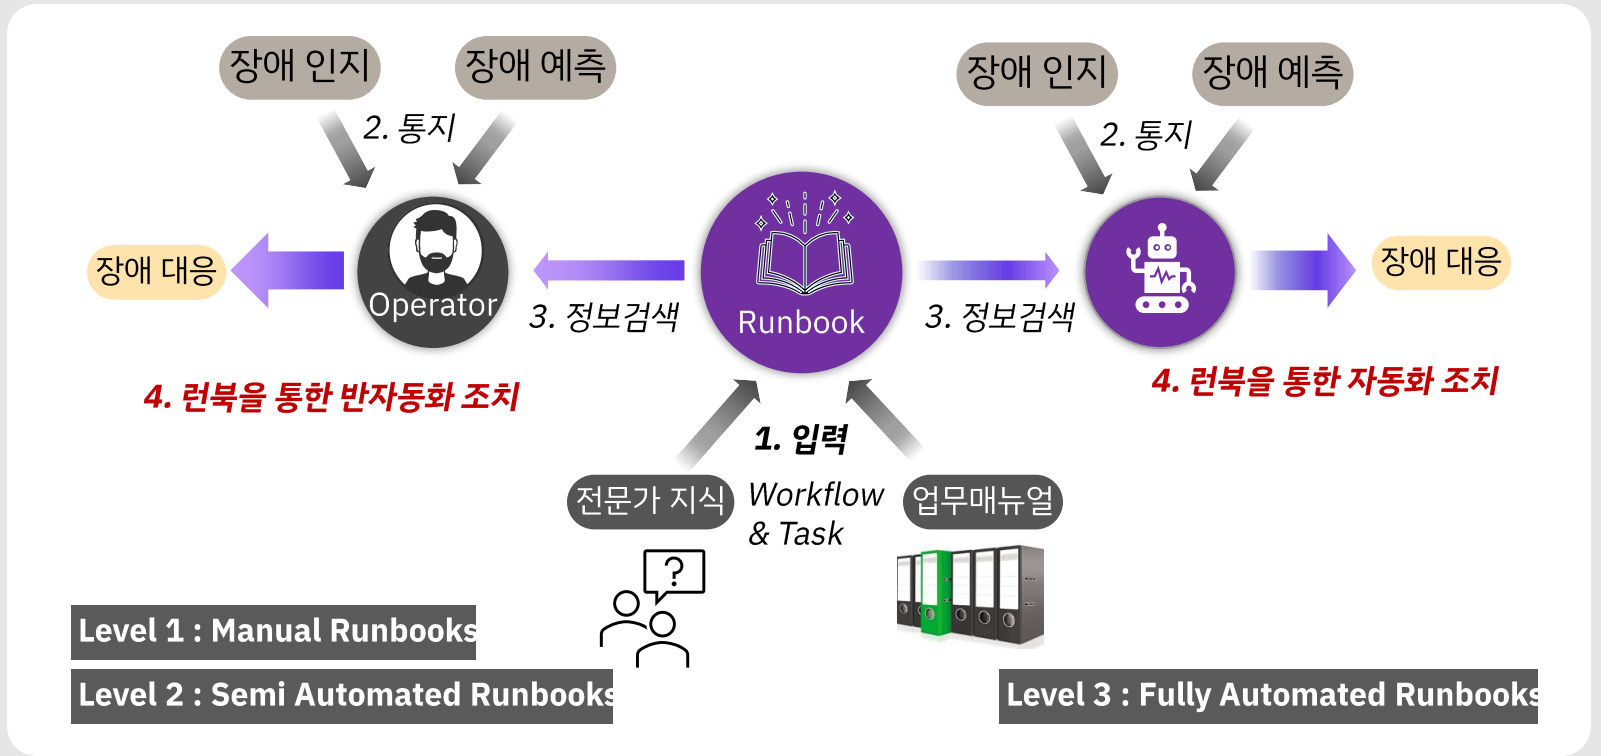 장애 인지
장애 예측
2. 통지
장애 대응
Operator
3. 정보검색
4. 런북을 통한 반자동화 조치
Runbook
1. 입력
전문가 지식
Workflow
& Task
업무매뉴얼
?
장애 인지
장애 예측
2. 통지
3. 정보검색
장애 대응
4. 런북을 통한 자동화 조치
Level 1 : Manual Runbooks
Level 2 : Semi Automated Runbooks
Level 3 : Fully Automated Runbooks